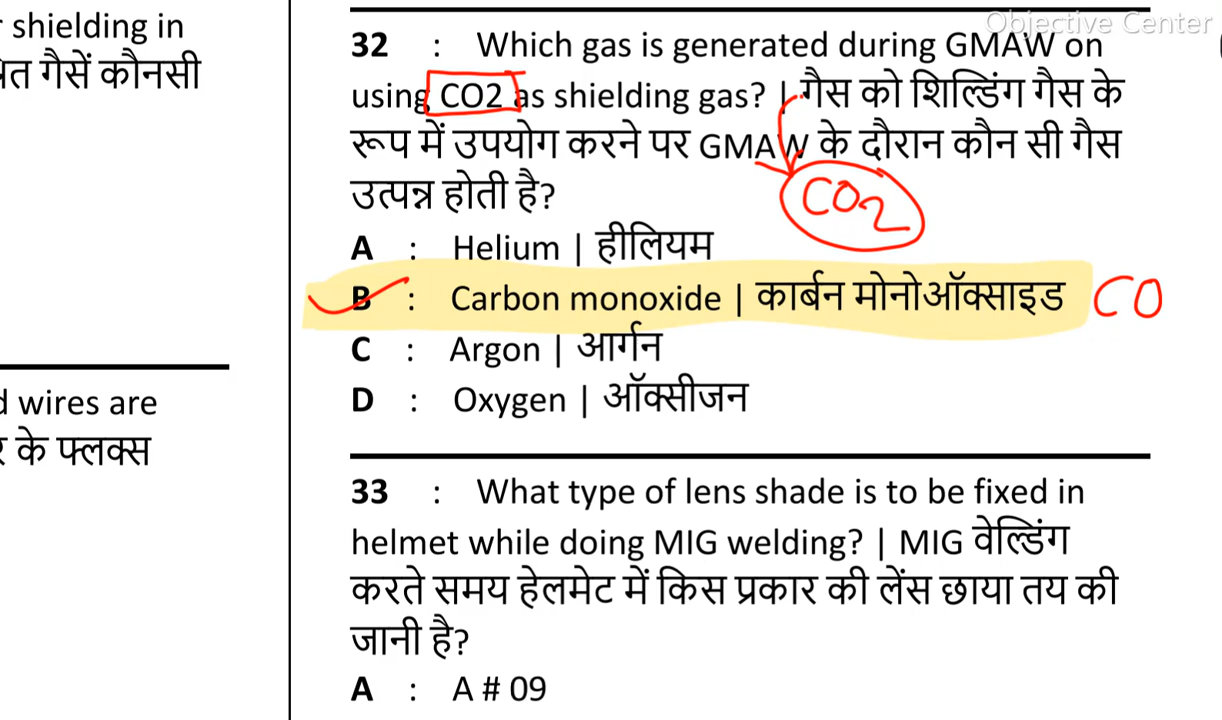 shielding in
गैसें कौनसी
wires are
के फ्लक्स
Objective Center
32 : Which gas is generated during GMAW on
using CO2 as shielding gas? | गैस को शिल्डिंग गैस के
रूप में उपयोग करने पर GMAW के दौरान कौन सी गैस
उत्पन्न होती है?
CO2
A : Helium | हीलियम
B : Carbon monoxide | कार्बन मोनोऑक्साइड CO
C : Argon | आर्गन
D : Oxygen | ऑक्सीजन
33 : What type of lens shade is to be fixed in
helmet while doing MIG welding? | MIG वेल्डिंग
करते समय हेलमेट में किस प्रकार की लेंस छाया तय की
जानी है?
A : A # 09